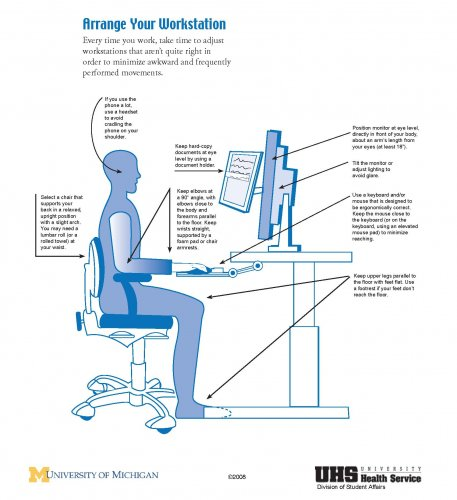 Arrange Your Workstation
Every time you work, take time to adjust
workstations that aren't quite right in
order to minimize awkward and frequently
performed movements.
If you use the
phone a lot,
use a headset
to avoid
cradling the
phone on your
shoulder.
Keep hard-copy
documents at eye
level by using a
document holder.
Position monitor at eye level,
directly in front of your body,
about an arm's length from
your eyes (at least 18").
Tilt the monitor or
adjust lighting to
avoid glare.
Select a chair that
supports your
back in a relaxed,
upright position
with a slight arch.
You may need a
lumbar roll (or a
rolled towel) at
your waist.
Keep elbows at
a 90° angle, with
elbows close to
the body and
forearms parallel
to the floor. Keep
wrists straight,
supported by a
foam pad or chair
armrests.
Use a keyboard and/or
mouse that is designed to
be ergonomically correct.
Keep the mouse close to
the keyboard (or on the
keyboard, using an elevated
mouse pad) to minimize
reaching.
Keep upper legs parallel to
the floor with feet flat. Use
a footrest if your feet don't
reach the floor.
M UNIVERSITY OF MICHIGAN
©2008
UHS UNIVERSITY
Health Service
Division of Student Affairs